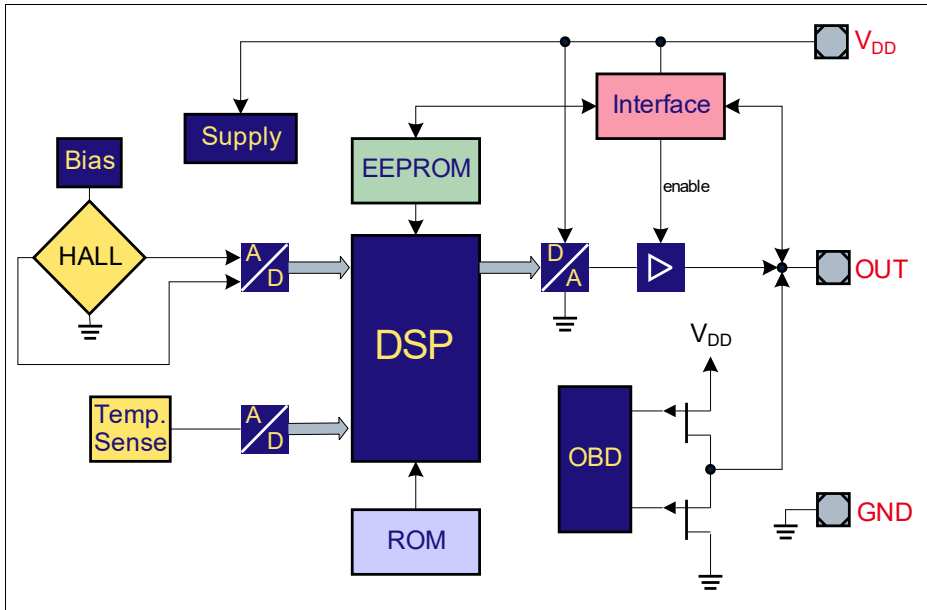 VDD
Supply
Interface
Bias
EEPROM
enable
HALL
A
D
D
A
OUT
DSP
VDD
Temp.
Sense
A
D
OBD
GND
ROM